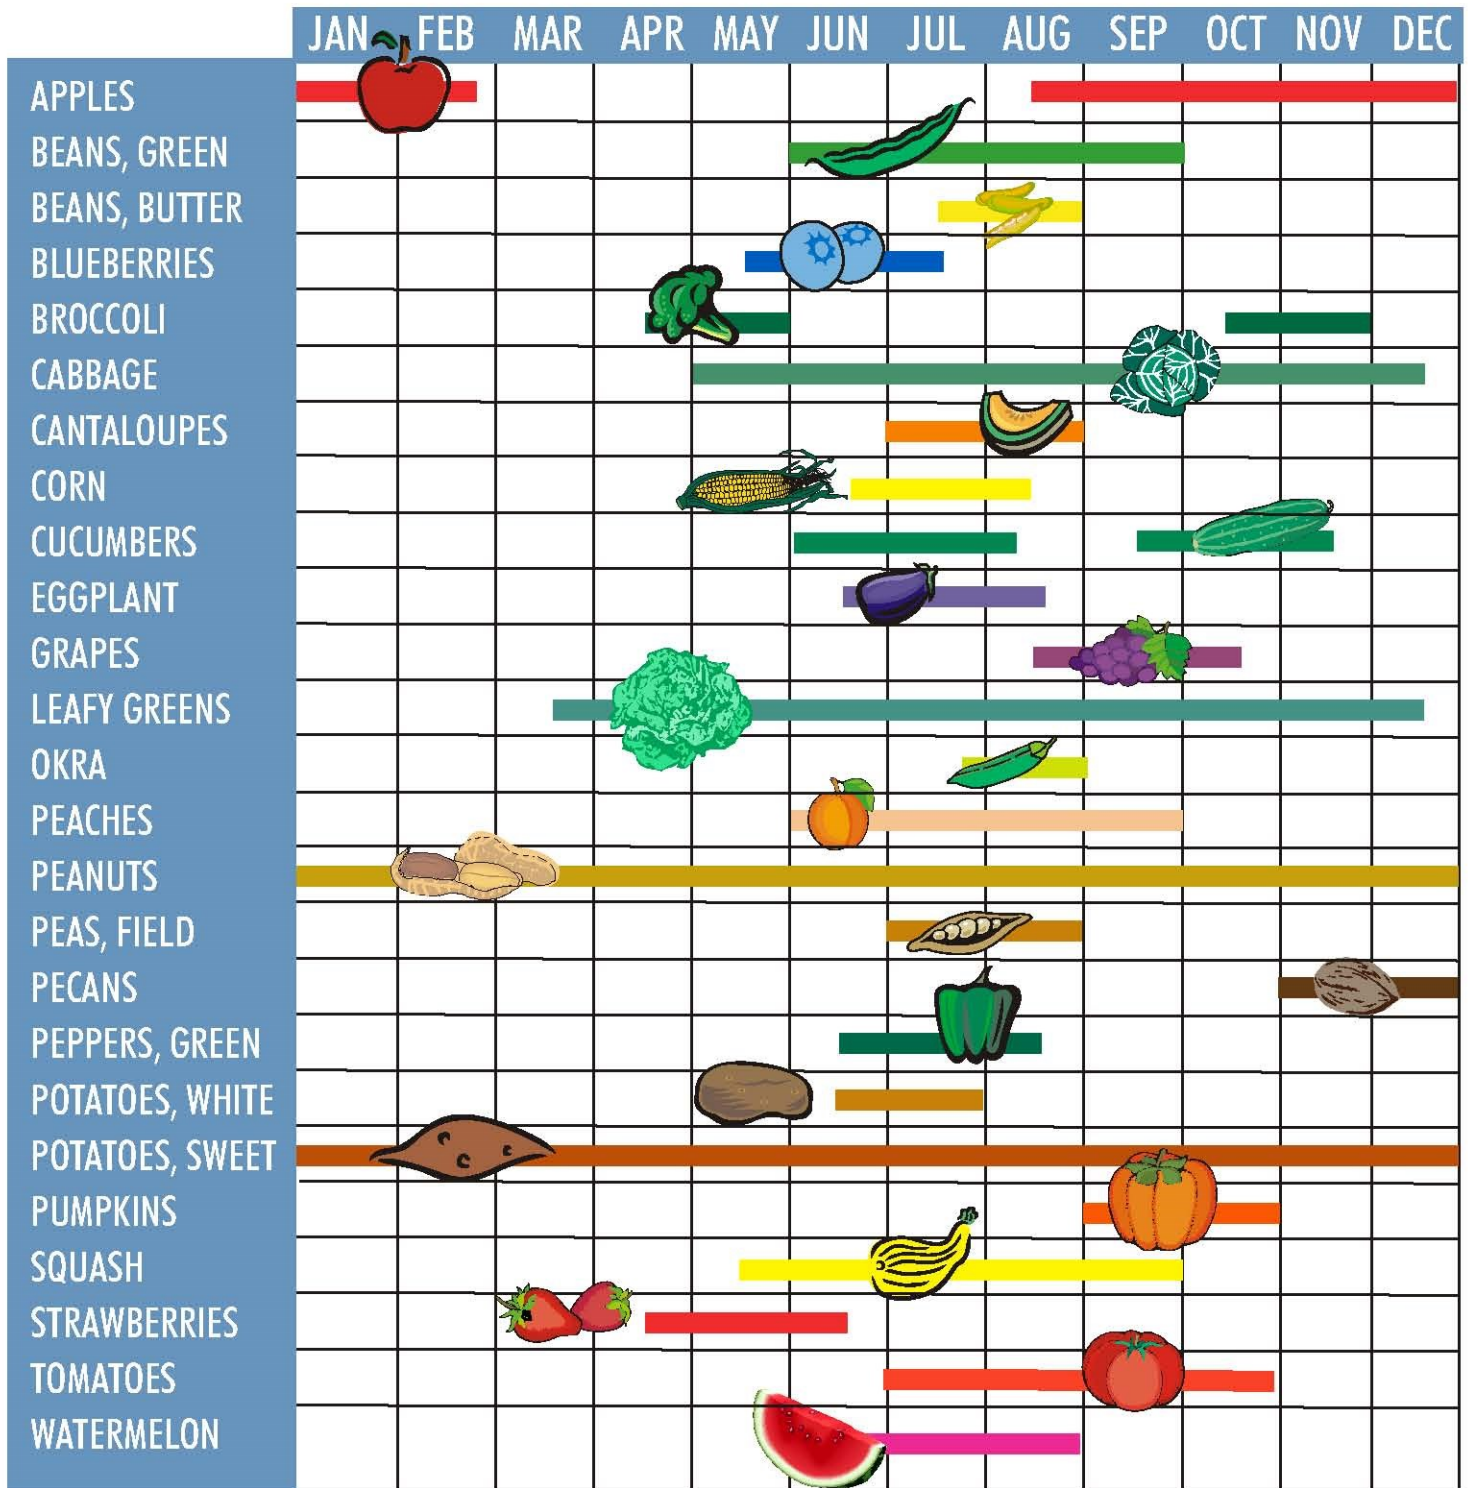 JAN FEB MAR APR MAY JUN JUL AUG SEP OCT NOV DEC
APPLES
BEANS, GREEN
BEANS, BUTTER
BLUEBERRIES
BROCCOLI
CABBAGE
CANTALOUPES
CORN
CUCUMBERS
EGGPLANT
GRAPES
LEAFY GREENS
OKRA
PEACHES
PEANUTS
PEAS, FIELD
PECANS
PEPPERS, GREEN
POTATOES, WHITE
POTATOES, SWEET
PUMPKINS
SQUASH
STRAWBERRIES
TOMATOES
WATERMELON